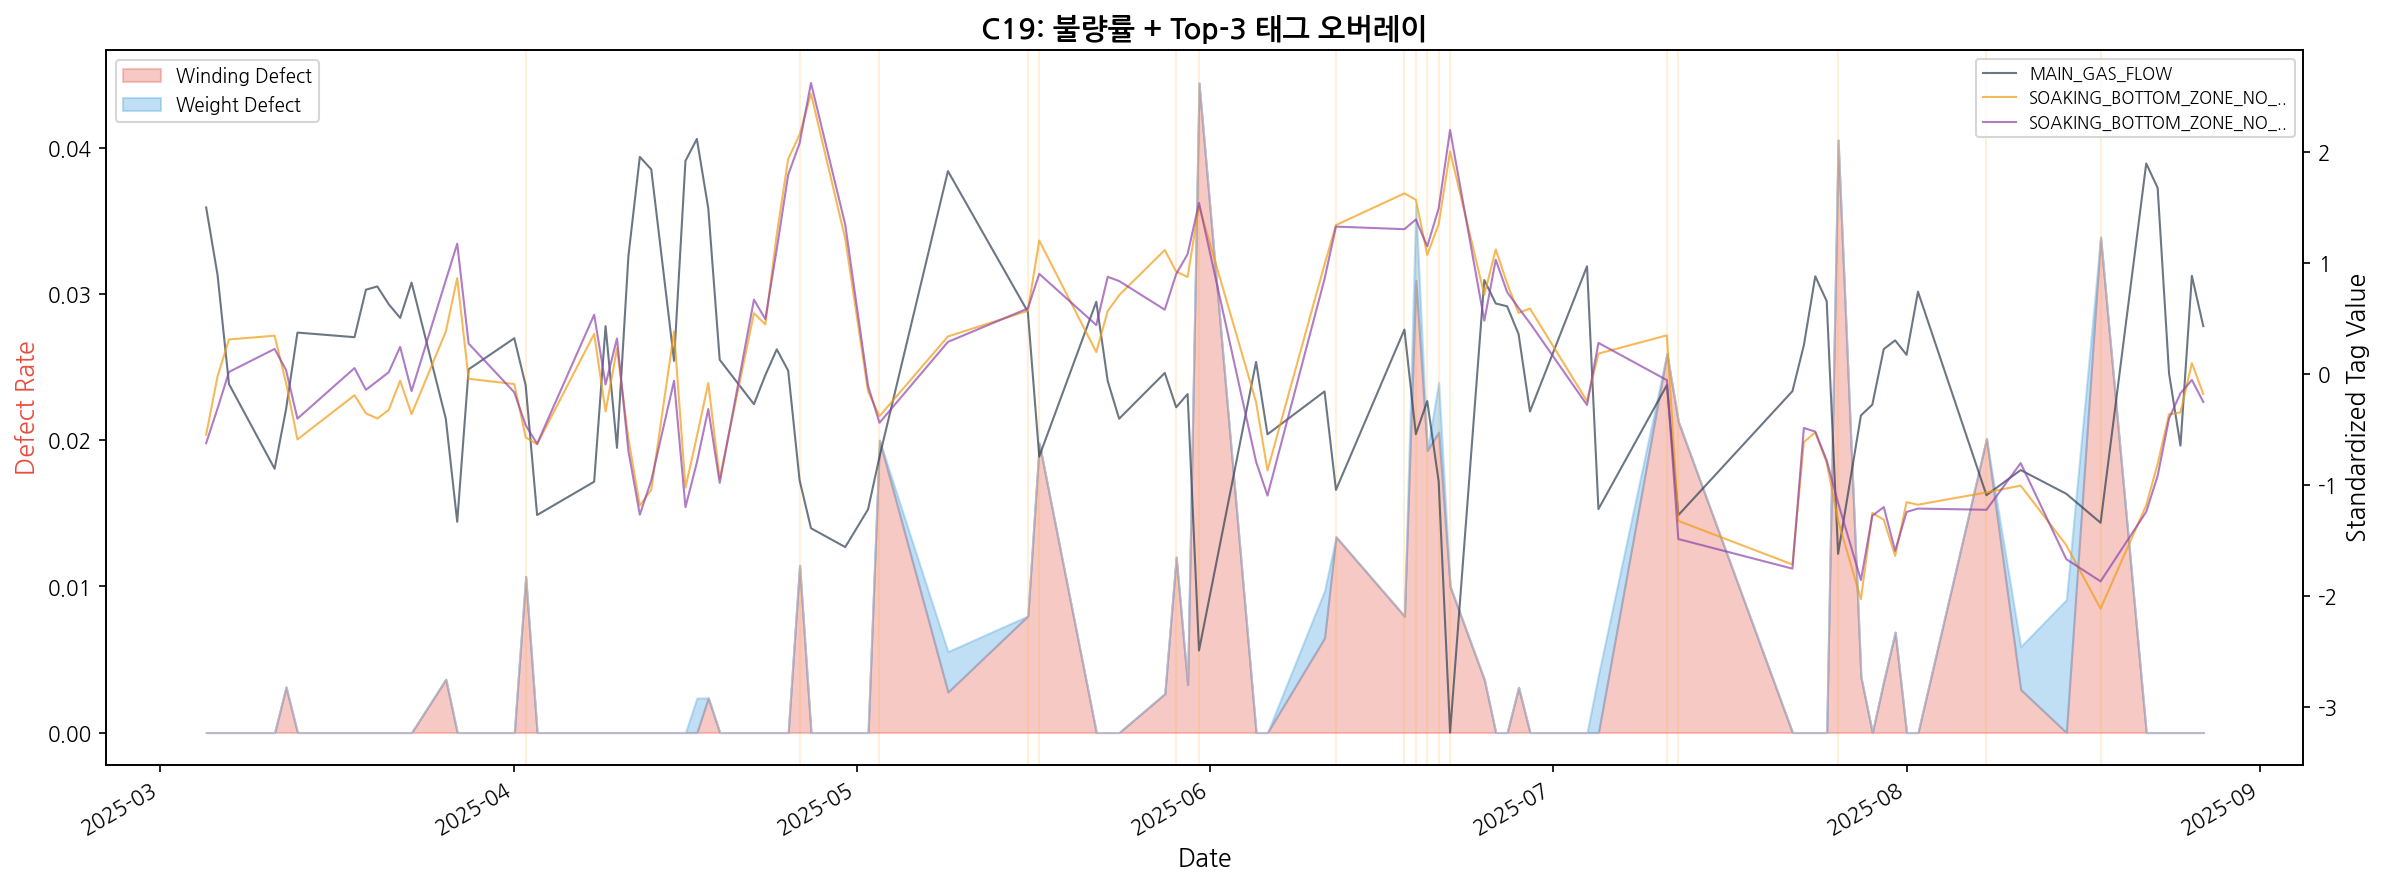 C19: 불량률 + Top-3 태그 오버레이
Winding Defect
Weight Defect
MAIN_GAS_FLOW
SOAKING_BOTTOM_ZONE_NO_..
SOAKING_BOTTOM_ZONE_NO_..
Defect Rate
0.04
0.03
0.02
0.01
0.00
2
1
0
-1
-2
-3
Standardized Tag Value
2025-03
2025-04
2025-05
2025-06
2025-07
2025-08
2025-09
Date